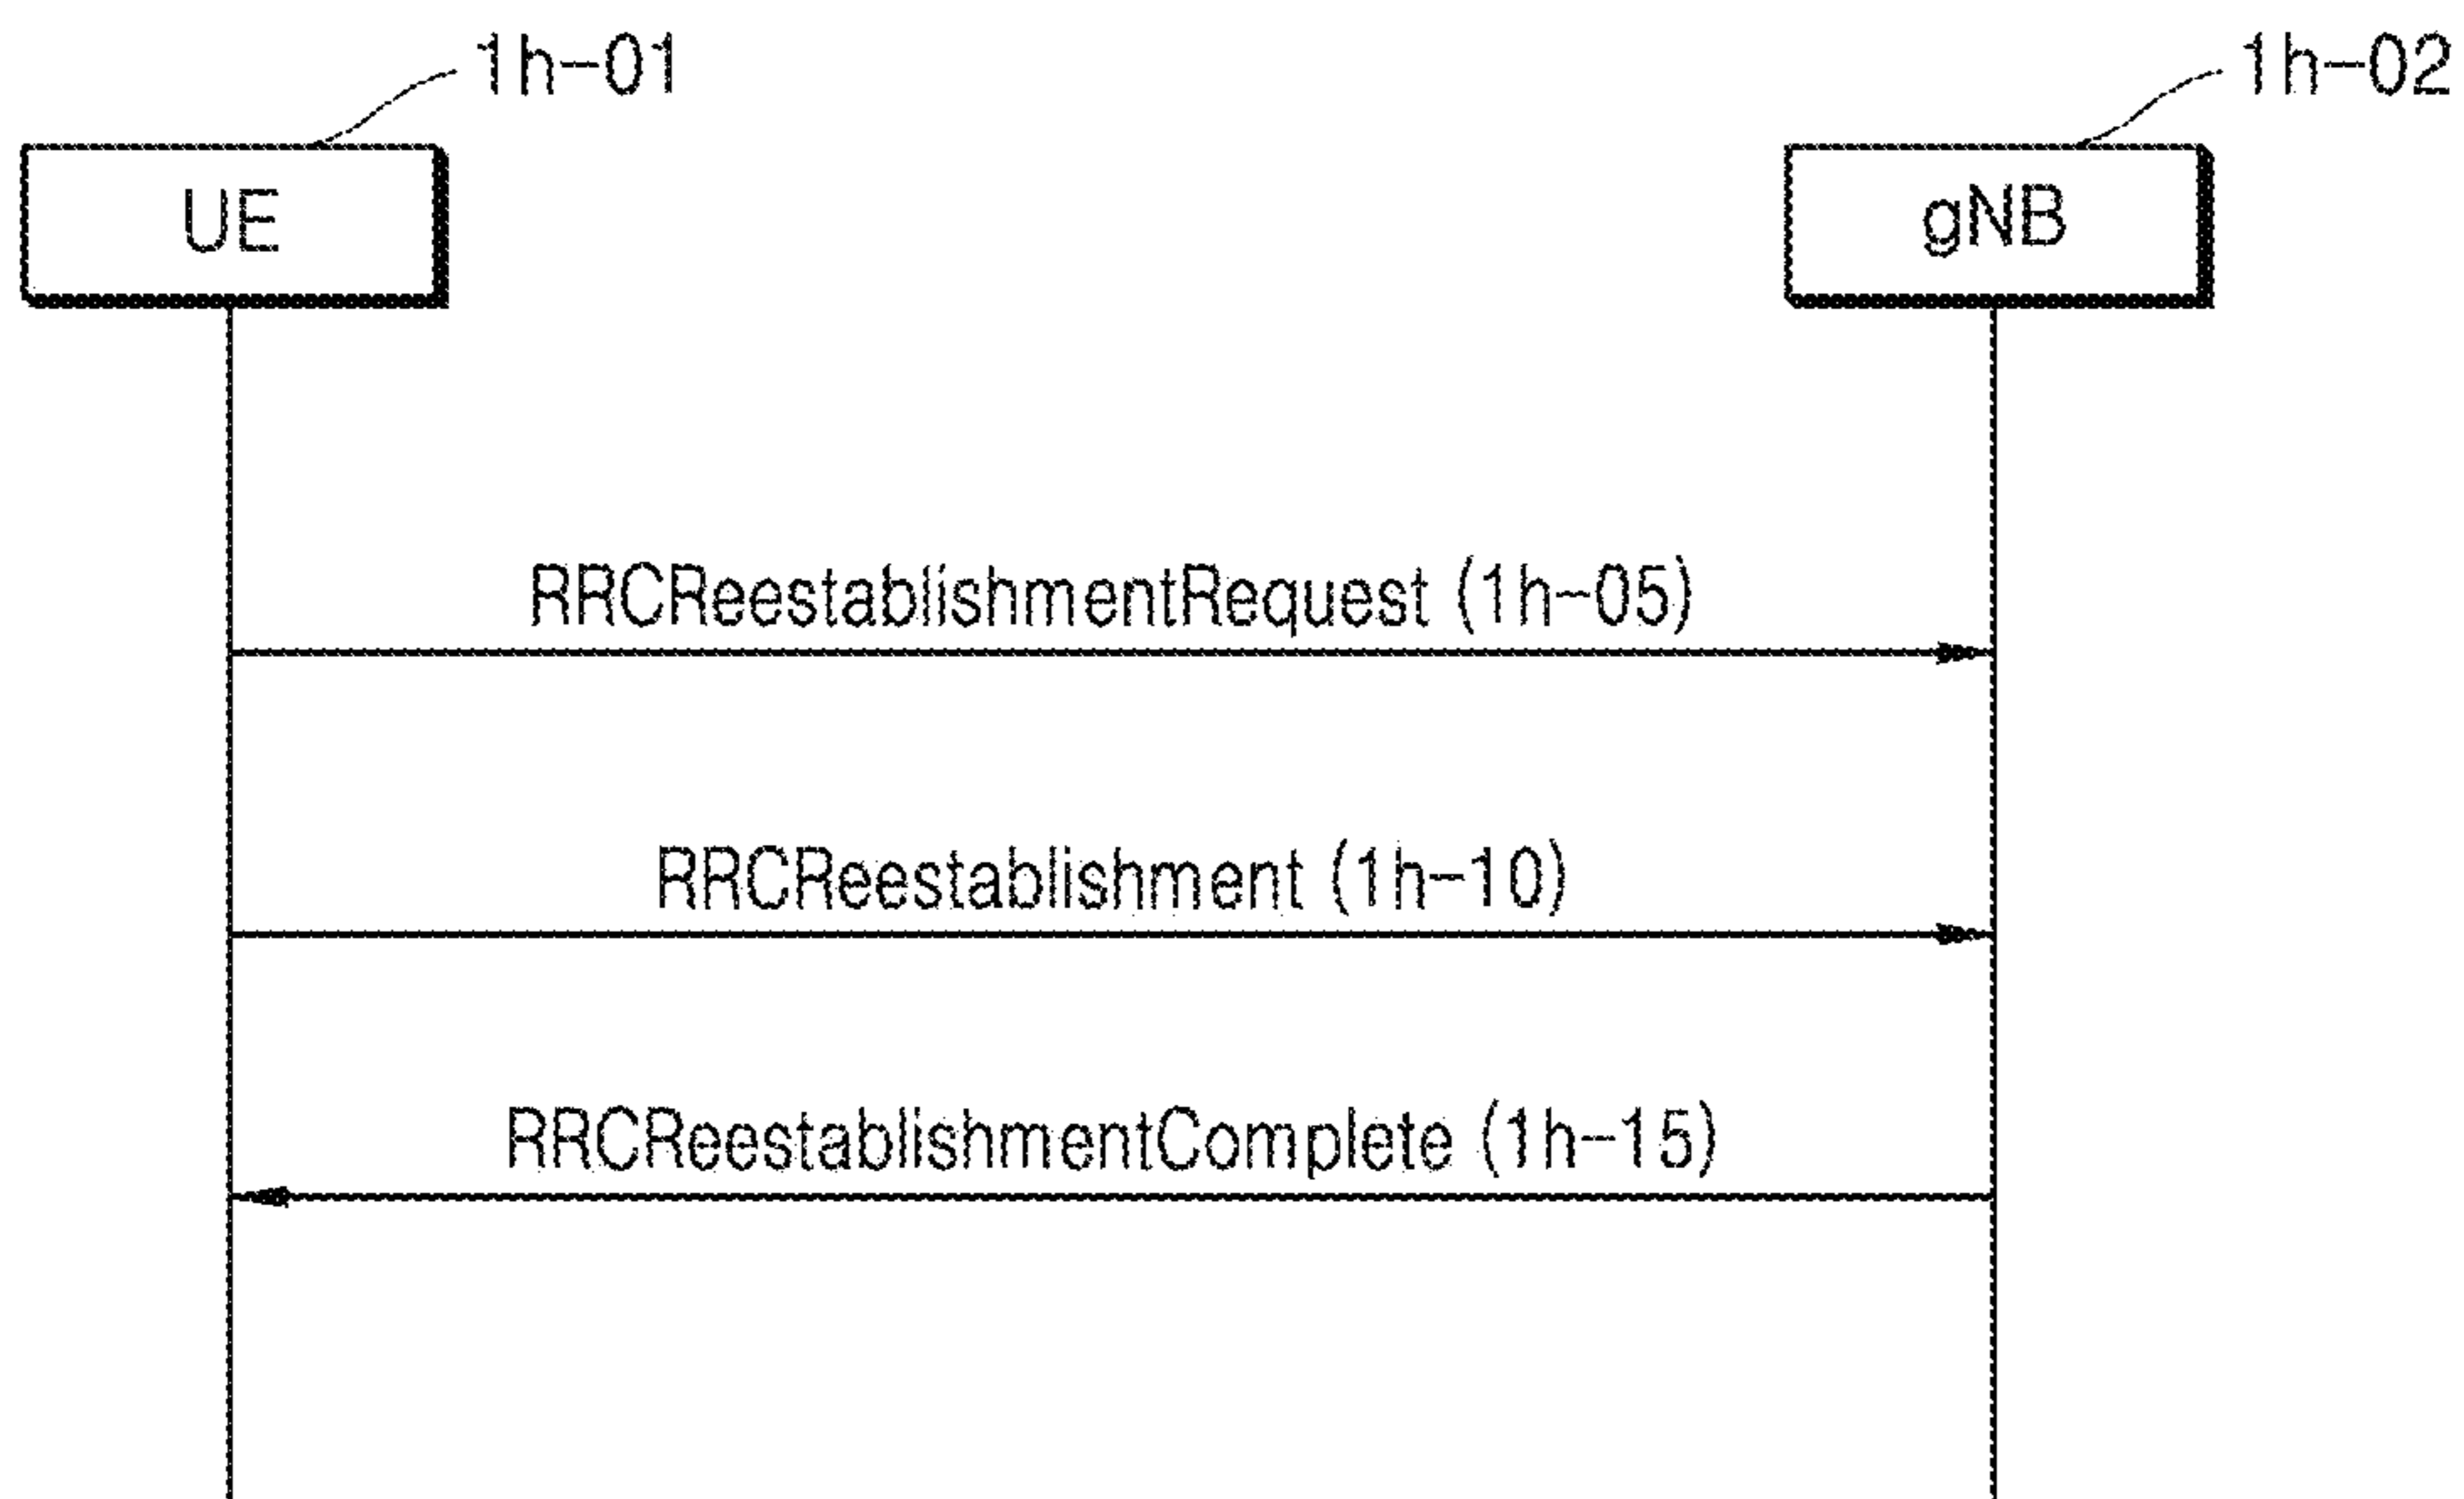 1h-01
1h-02
UE
gNB
RRCReestablishmentRequest (1h-05)
RRCReestablishment (1h-10)
RRCReestablishmentComplete (1h-15)